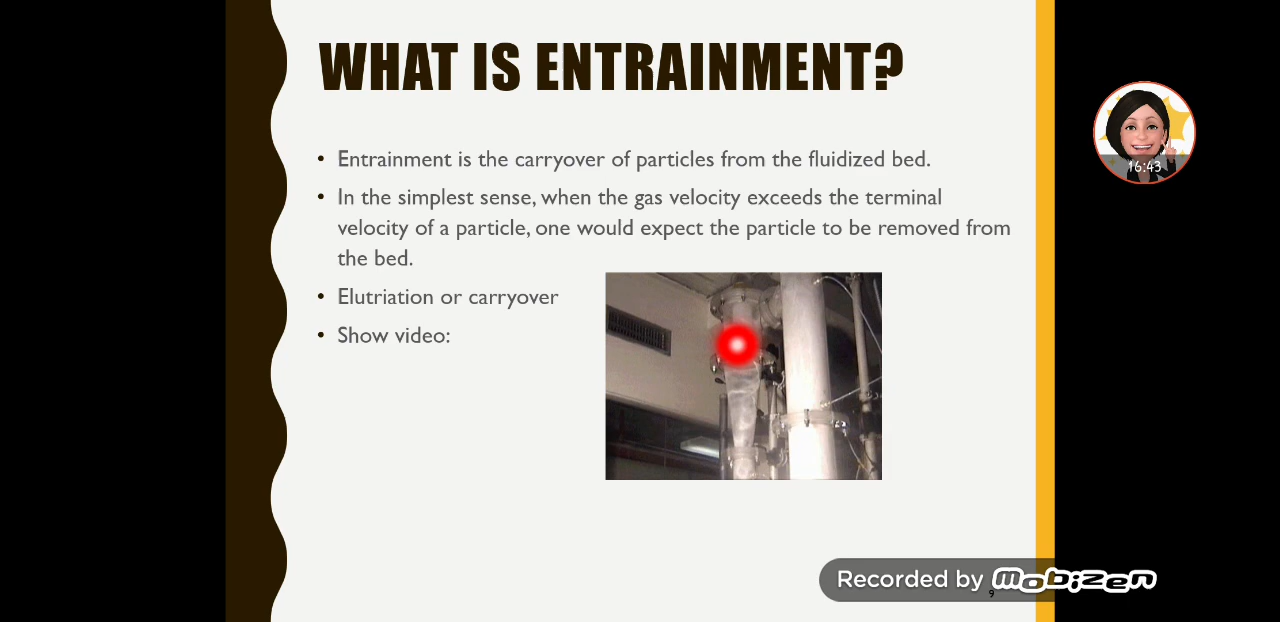 WHAT IS ENTRAINMENT?
• Entrainment is the carryover of particles from the fluidized bed.
• In the simplest sense, when the gas velocity exceeds the terminal
velocity of a particle, one would expect the particle to be removed from
the bed.
• Elutriation or carryover
• Show video:
16:43
Recorded by mobizen
9